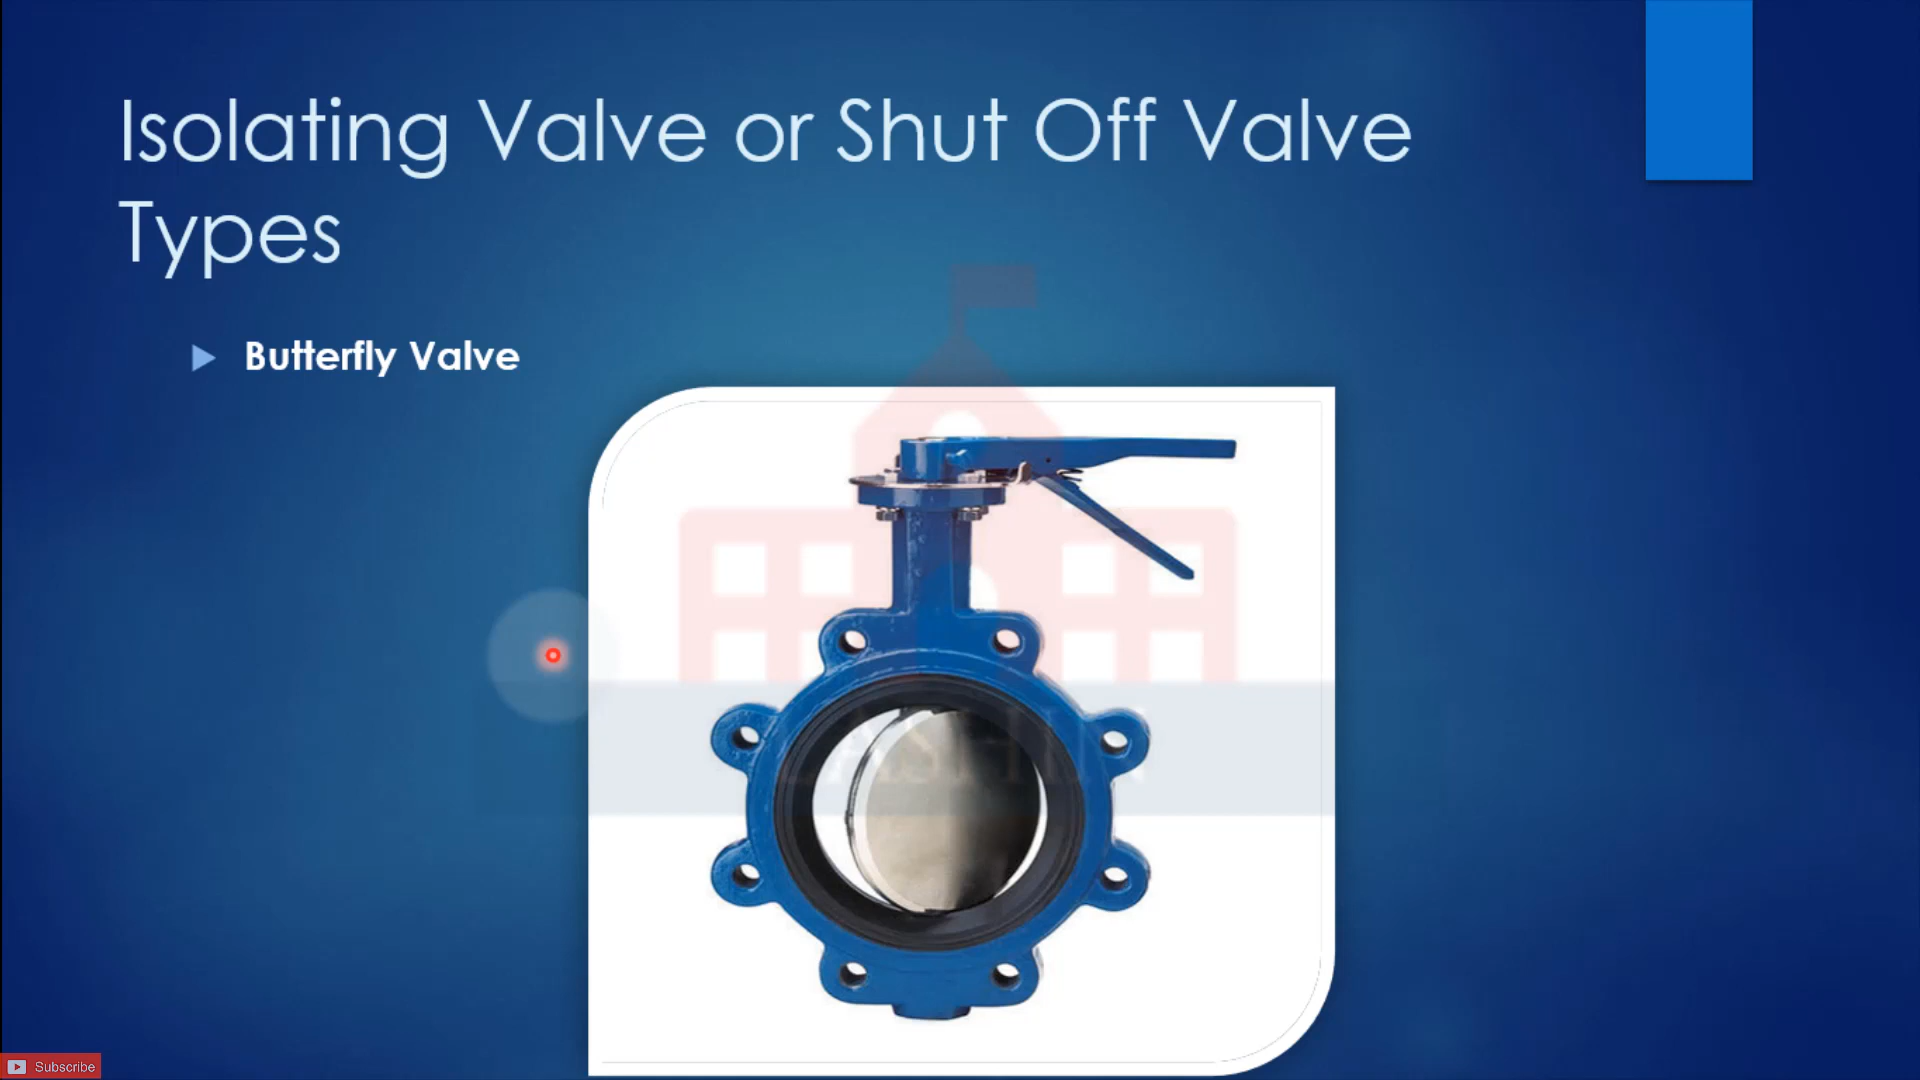 Isolating Valve or Shut Off Valve
Types
Butterfly Valve
Subscribe